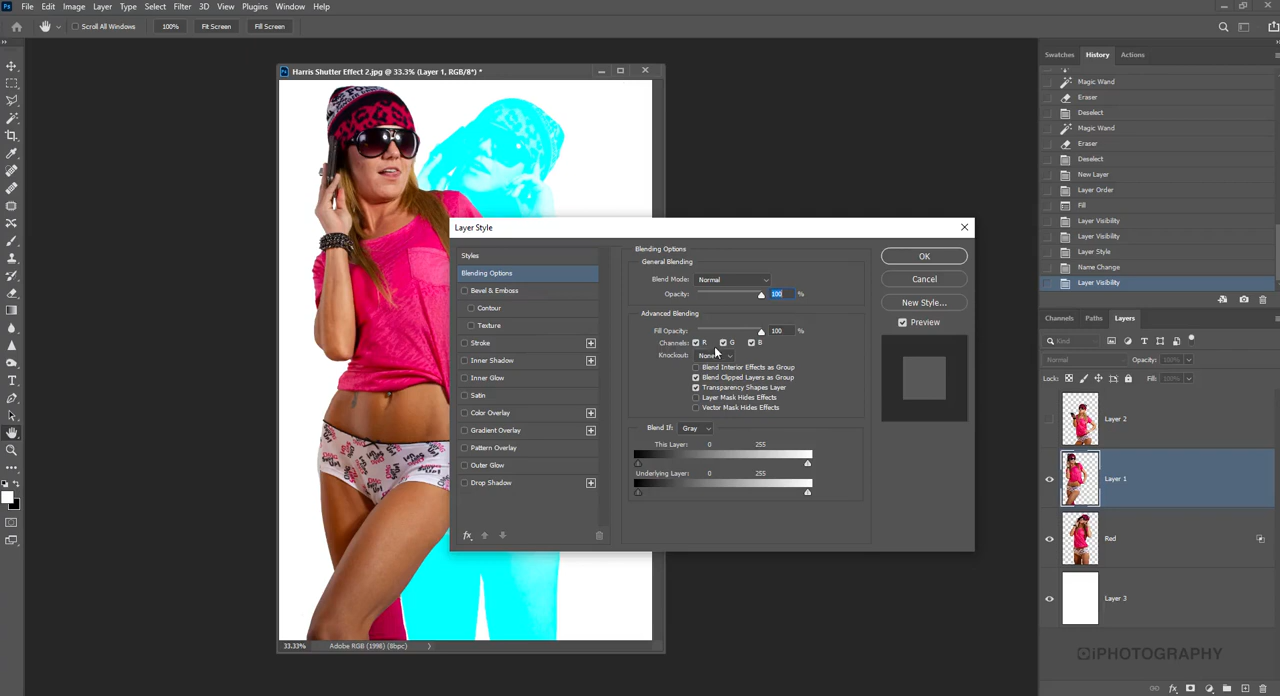 File Edit Image Layer Type Select Filter 3D View Plugins Window Help
Scroll All Windows 100% Fit Screen Fill Screen
Harris Shutter Effect 2.jpg @ 33.3% (Layer 1, RGB/8*) *
Layer Style
Styles
Blending Options
Bevel & Emboss
Contour
Texture
Stroke
Inner Shadow
Inner Glow
Satin
Color Overlay
Gradient Overlay
Pattern Overlay
Outer Glow
Drop Shadow
fx
Blending Options
General Blending
Blend Mode: Normal
Opacity: 100 %
Advanced Blending
Fill Opacity: 100 %
Channels: R G B
Knockout: None
Blend Interior Effects as Group
Blend Clipped Layers as Group
Transparency Shapes Layer
Layer Mask Hides Effects
Vector Mask Hides Effects
Blend If: Gray
This Layer: 0 255
Underlying Layer: 0 255
OK
Cancel
New Style...
Preview
33.33% Adobe RGB (1998) (8bpc)
Swatches History Actions
Magic Wand
Eraser
Deselect
Magic Wand
Eraser
Deselect
New Layer
Layer Order
Fill
Layer Visibility
Layer Visibility
Layer Style
Name Change
Layer Visibility
Channels Paths Layers
Kind
Normal Opacity: 100%
Lock: Fill: 100%
Layer 2
Layer 1
Red
Layer 3
iPHOTOGRAPHY
fx